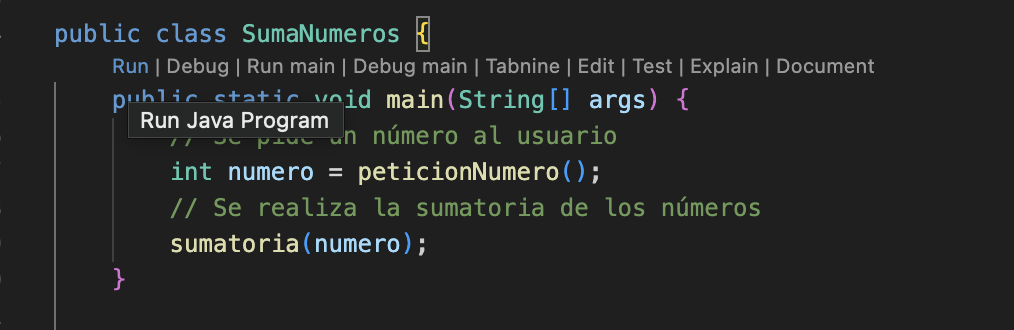 public class SumaNumeros {
Run | Debug | Run main | Debug main | Tabnine | Edit | Test | Explain | Document
public static void main(String[] args) {
Run Java Program
// Se pide un número al usuario
int numero = peticionNumero();
// Se realiza la sumatoria de los números
sumatoria(numero);
}